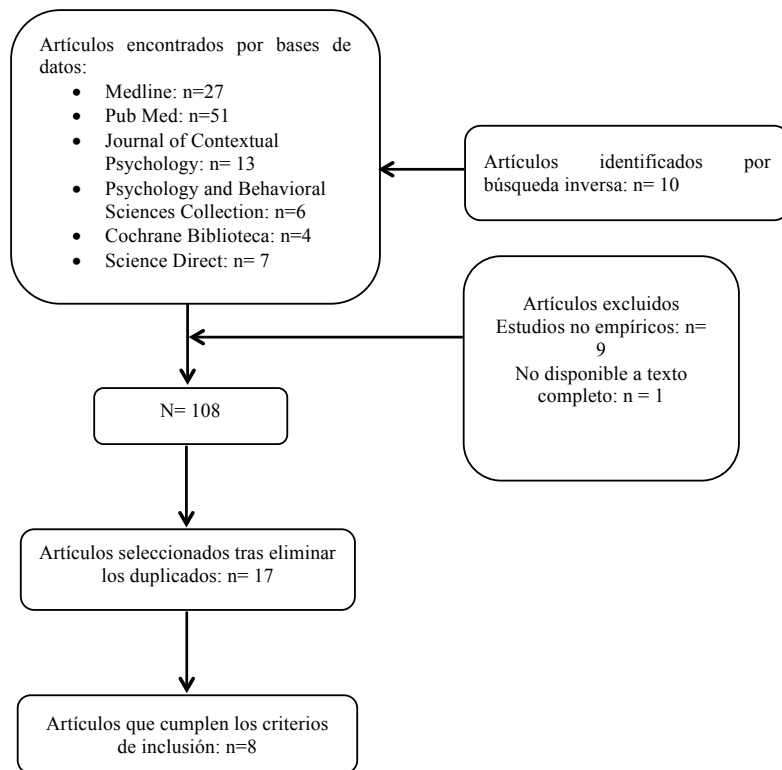 Artículos encontrados por bases de
datos:
• Medline: n=27
• Pub Med: n=51
• Journal of Contextual
Psychology: n= 13
• Psychology and Behavioral
Sciences Collection: n=6
• Cochrane Biblioteca: n=4
• Science Direct: n= 7
Artículos identificados por
búsqueda inversa: n= 10
Artículos excluidos
Estudios no empíricos: n=
9
No disponible a texto
completo: n = 1
N= 108
Artículos seleccionados tras eliminar
los duplicados: n= 17
Artículos que cumplen los criterios
de inclusión: n=8